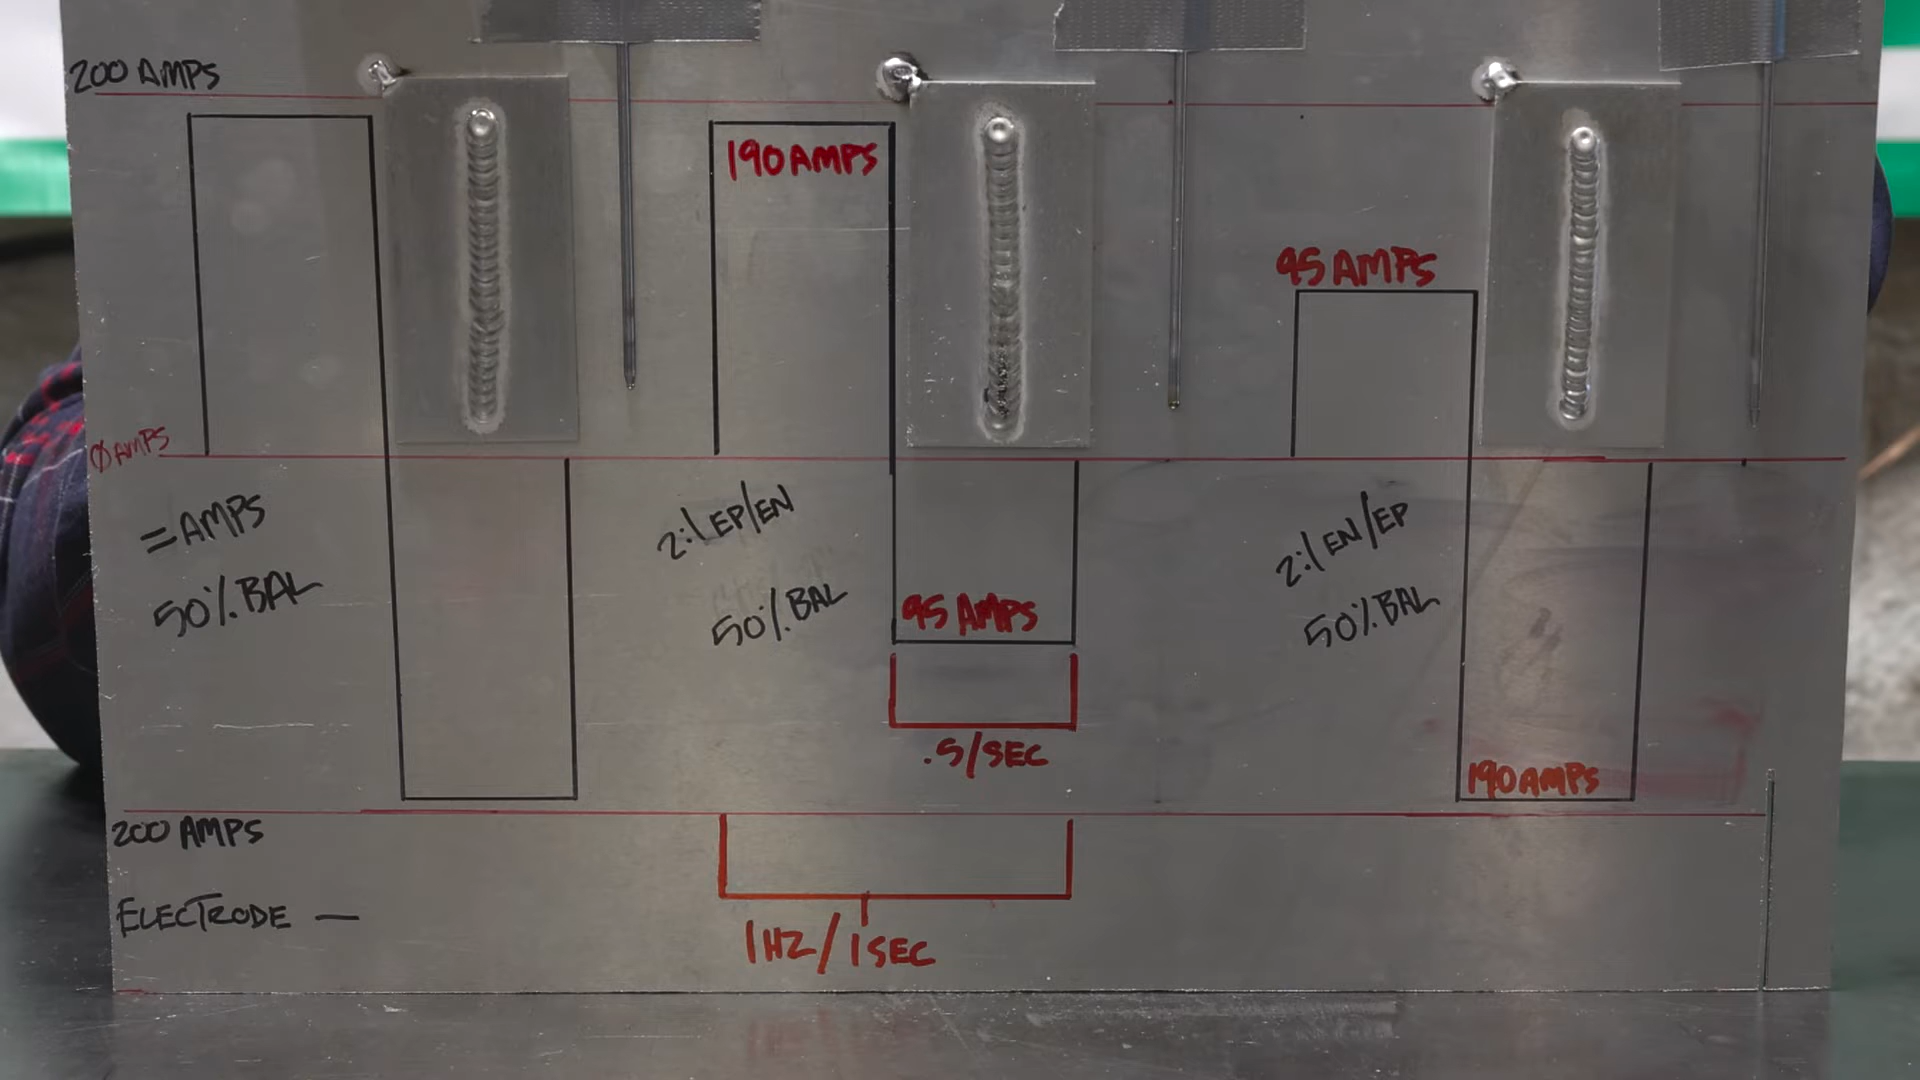 200 AMPS
190 AMPS
95 AMPS
0 AMPS
= AMPS
50% BAL
2:1 EP/EN
50% BAL
95 AMPS
.5/SEC
2:1 EN/EP
50% BAL
190 AMPS
200 AMPS
ELECTRODE —
1HZ/1SEC